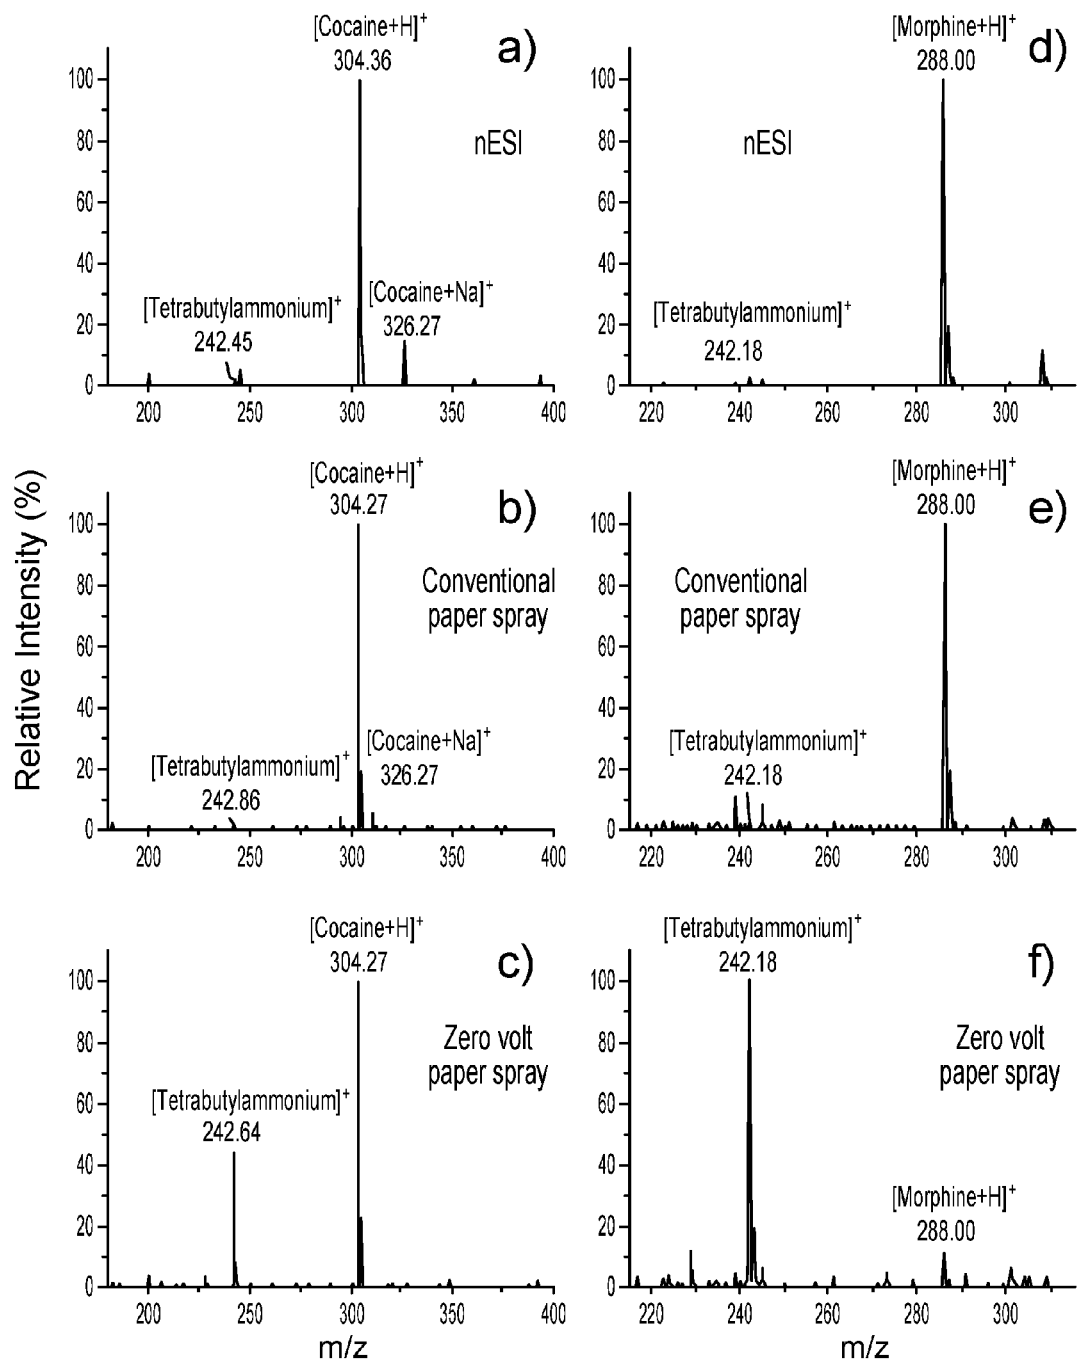 [Cocaine+H]+
304.36
a)
nESI
[Tetrabutylammonium]+
242.45
[Cocaine+Na]+
326.27
100
80
60
40
20
0
200
250
300
350
400
[Morphine+H]+
288.00
d)
nESI
[Tetrabutylammonium]+
242.18
100
80
60
40
20
0
220
240
260
280
300
Relative Intensity (%)
[Cocaine+H]+
304.27
b)
Conventional
paper spray
[Tetrabutylammonium]+
242.86
[Cocaine+Na]+
326.27
100
80
60
40
20
0
200
250
300
350
400
[Morphine+H]+
288.00
e)
Conventional
paper spray
[Tetrabutylammonium]+
242.18
100
80
60
40
20
0
220
240
260
280
300
[Cocaine+H]+
304.27
c)
Zero volt
paper spray
[Tetrabutylammonium]+
242.64
100
80
60
40
20
0
200
250
300
350
400
m/z
[Tetrabutylammonium]+
242.18
f)
Zero volt
paper spray
[Morphine+H]+
288.00
100
80
60
40
20
0
220
240
260
280
300
m/z